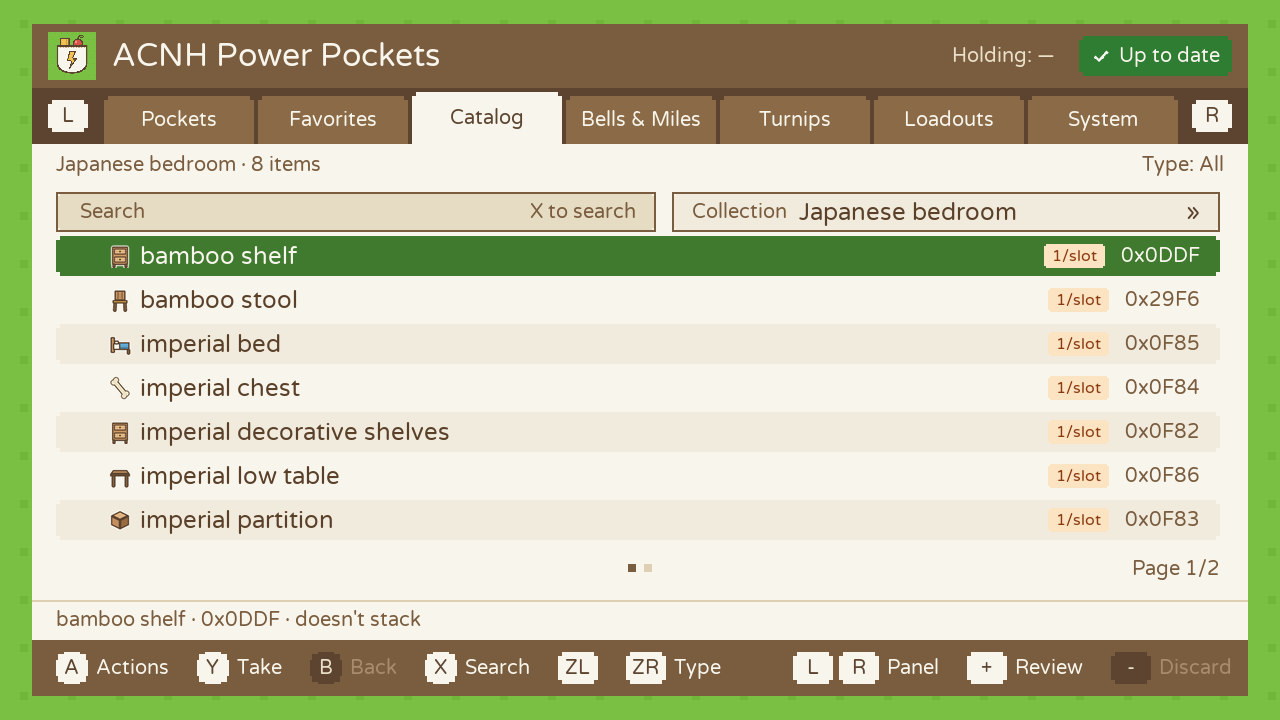 ACNH Power Pockets
Holding: — Up to date
L Pockets Favorites Catalog Bells & Miles Turnips Loadouts System R
Japanese bedroom · 8 items Type: All
Search X to search Collection Japanese bedroom »
bamboo shelf 1/slot 0x0DDF
bamboo stool 1/slot 0x29F6
imperial bed 1/slot 0x0F85
imperial chest 1/slot 0x0F84
imperial decorative shelves 1/slot 0x0F82
imperial low table 1/slot 0x0F86
imperial partition 1/slot 0x0F83
Page 1/2
bamboo shelf · 0x0DDF · doesn't stack
A Actions Y Take B Back X Search ZL ZR Type L R Panel + Review - Discard